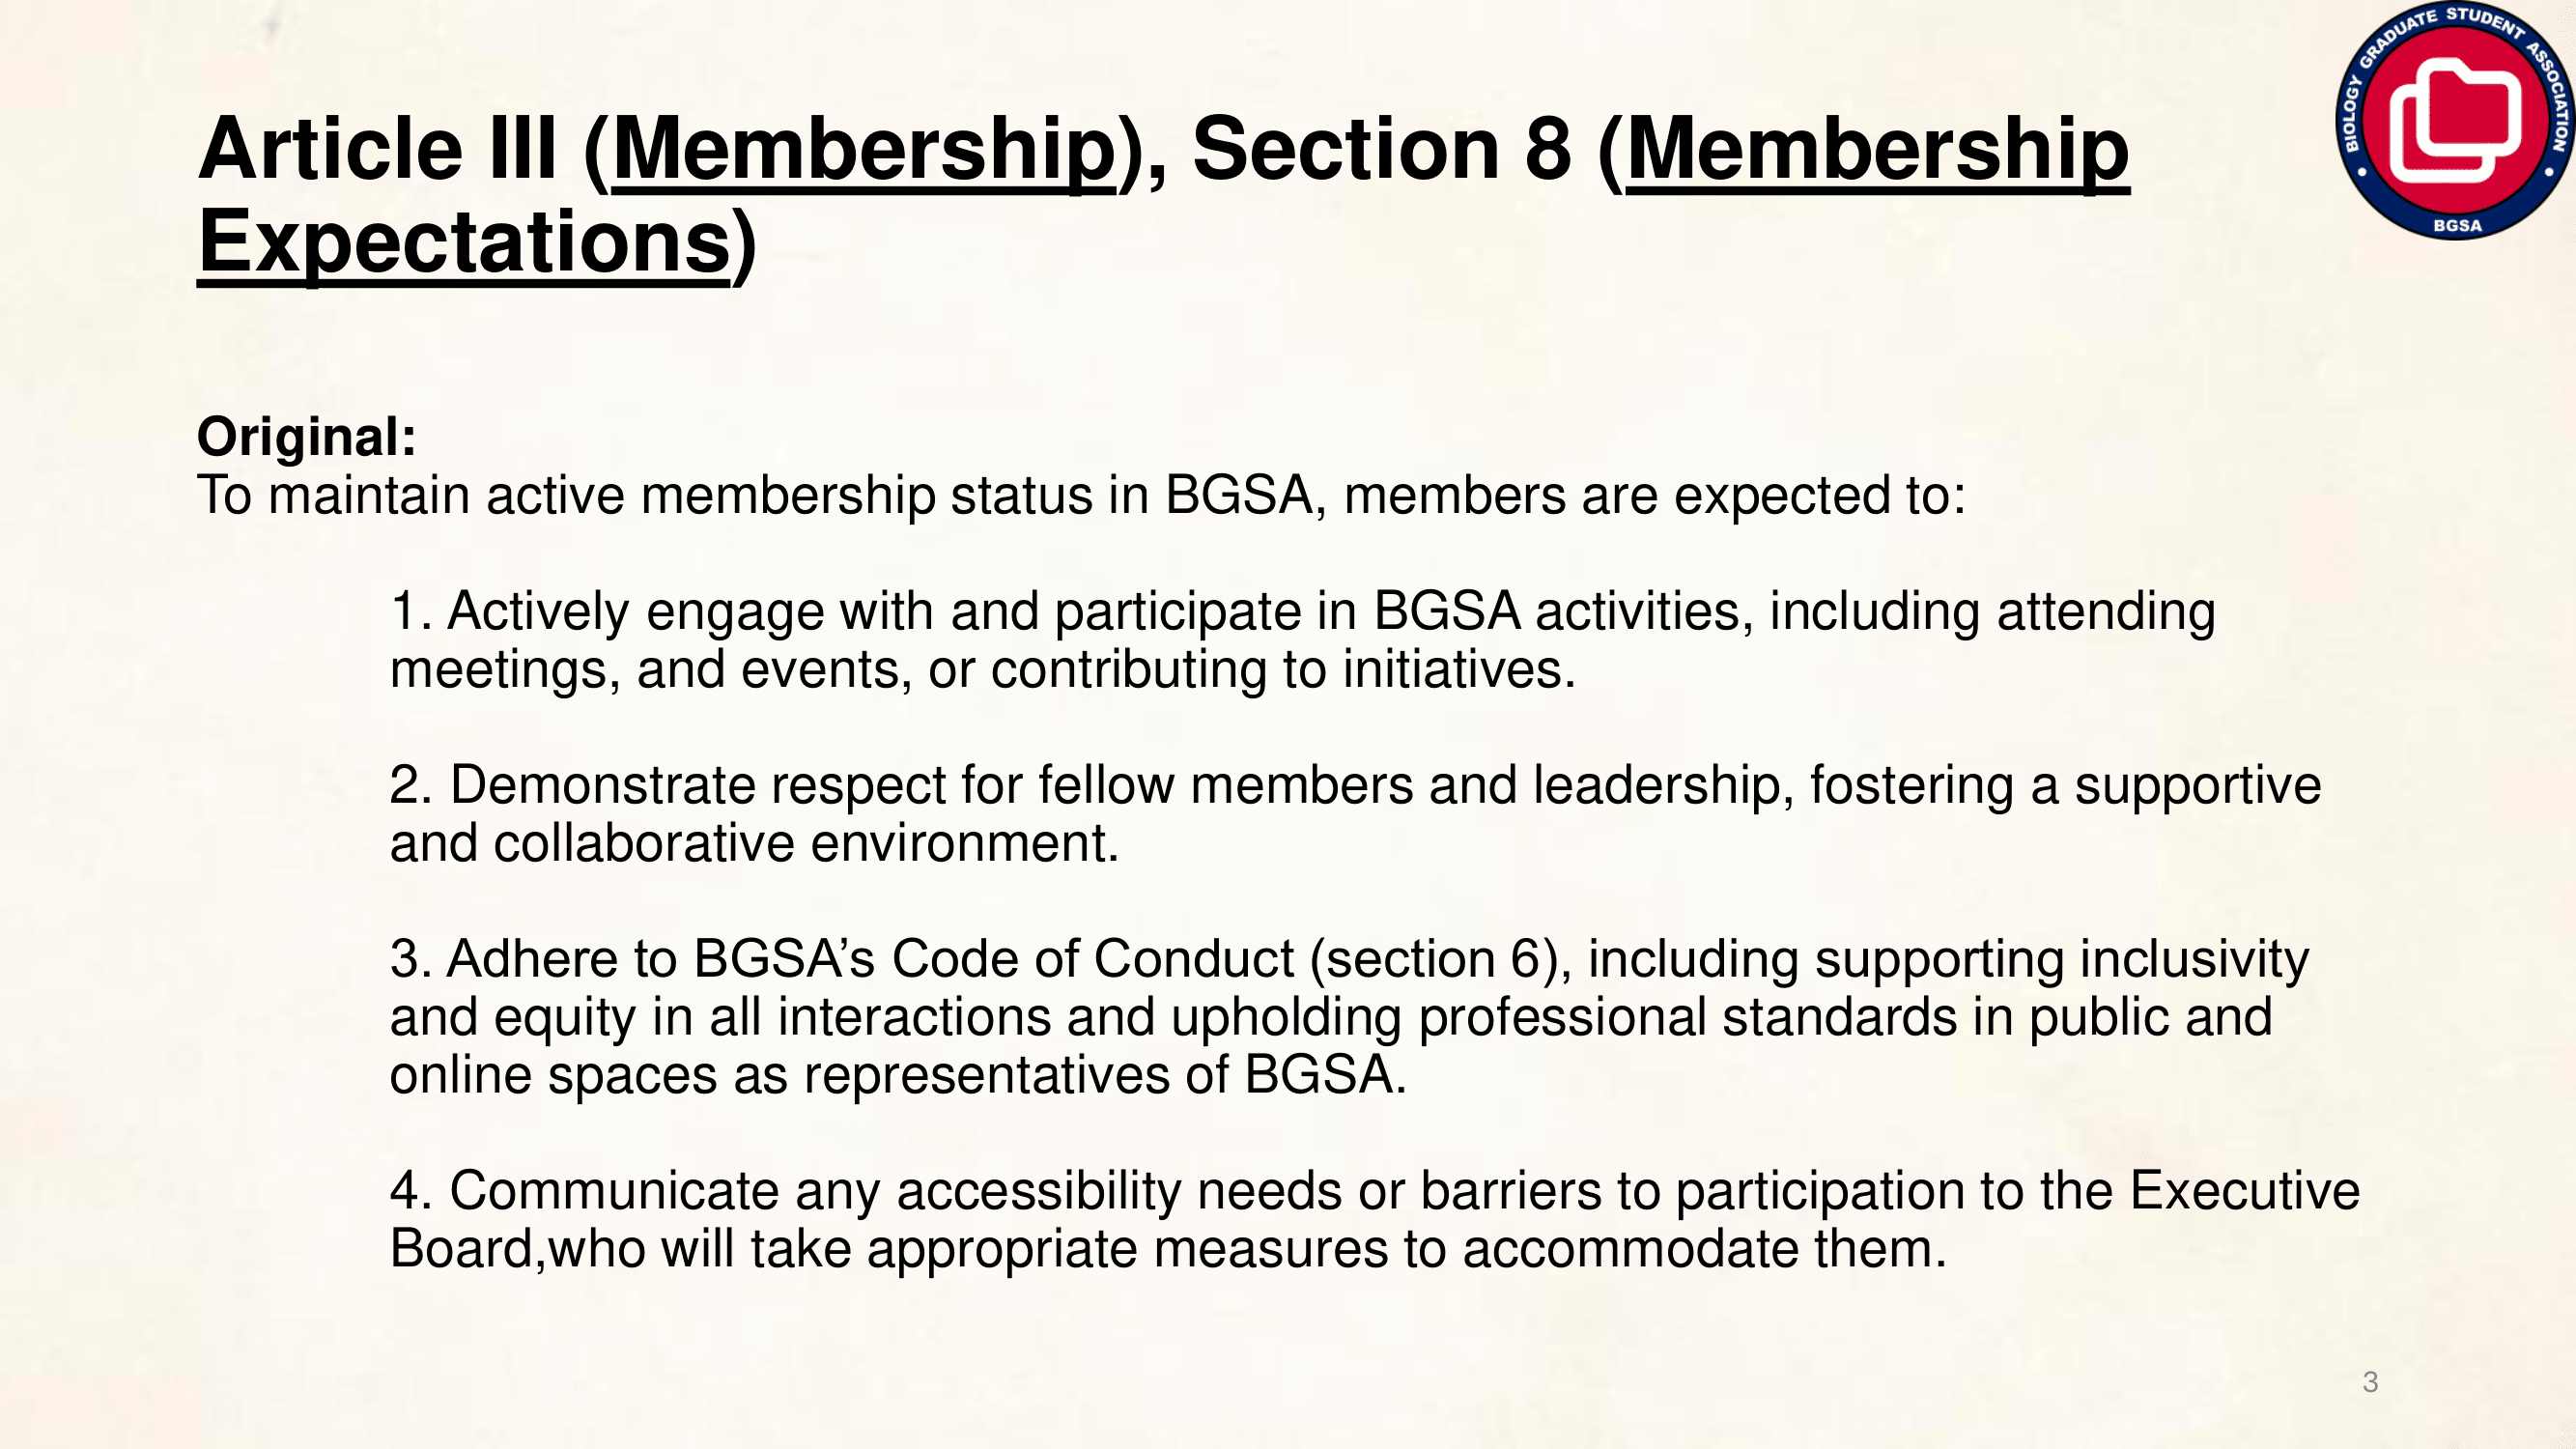 BIOLOGY GRADUATE STUDENT ASSOCIATION
BGSA
Article III (Membership), Section 8 (Membership
Expectations)
Original:
To maintain active membership status in BGSA, members are expected to:
1. Actively engage with and participate in BGSA activities, including attending
meetings, and events, or contributing to initiatives.
2. Demonstrate respect for fellow members and leadership, fostering a supportive
and collaborative environment.
3. Adhere to BGSA’s Code of Conduct (section 6), including supporting inclusivity
and equity in all interactions and upholding professional standards in public and
online spaces as representatives of BGSA.
4. Communicate any accessibility needs or barriers to participation to the Executive
Board,who will take appropriate measures to accommodate them.
3